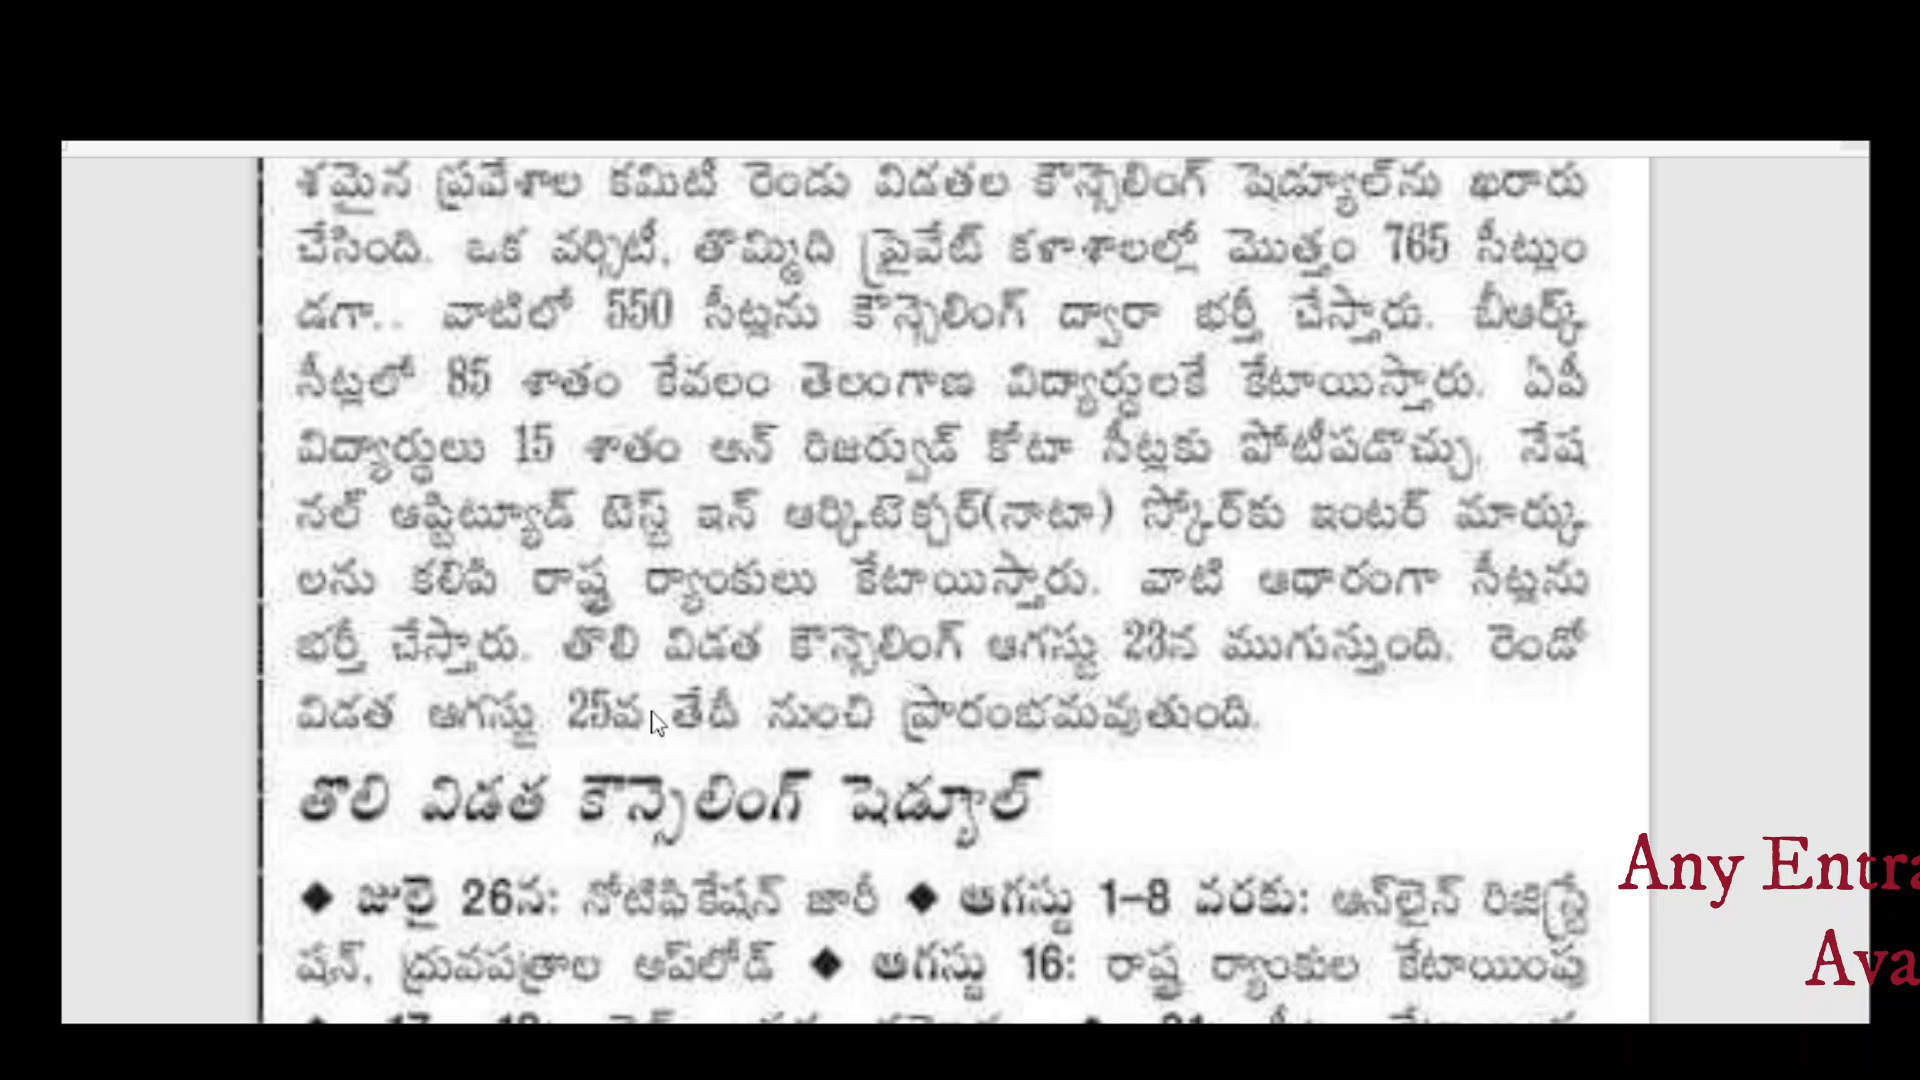 శమైన ప్రవేశాల కమిటీ రెండు విడతల కౌన్సెలింగ్ షెడ్యూల్‌ను ఖరారు
చేసింది. ఒక వర్సిటీ, తొమ్మిది ప్రైవేట్ కళాశాలల్లో మొత్తం 765 సీట్లుం
డగా.. వాటిలో 550 సీట్లను కౌన్సెలింగ్ ద్వారా భర్తీ చేస్తారు. బీఆర్క్
సీట్లలో 85 శాతం కేవలం తెలంగాణ విద్యార్థులకే కేటాయిస్తారు. ఏపీ
విద్యార్థులు 15 శాతం అన్ రిజర్వుడ్ కోటా సీట్లకు పోటీపడొచ్చు. నేష
నల్ ఆప్టిట్యూడ్ టెస్ట్ ఇన్ ఆర్కిటెక్చర్(నాటా) స్కోర్‌కు ఇంటర్ మార్కు
లను కలిపి రాష్ట్ర ర్యాంకులు కేటాయిస్తారు. వాటి ఆధారంగా సీట్లను
భర్తీ చేస్తారు. తొలి విడత కౌన్సెలింగ్ ఆగస్టు 23న ముగుస్తుంది. రెండో
విడత ఆగస్టు 25వ తేదీ నుంచి ప్రారంభమవుతుంది.
తొలి విడత కౌన్సెలింగ్ షెడ్యూల్
◆ జులై 26న: నోటిఫికేషన్ జారీ ◆ ఆగస్టు 1-8 వరకు: ఆన్‌లైన్ రిజిస్ట్రే
షన్, ధ్రువపత్రాల అప్‌లోడ్ ◆ ఆగస్టు 16: రాష్ట్ర ర్యాంకుల కేటాయింపు
Any Entra
Ava